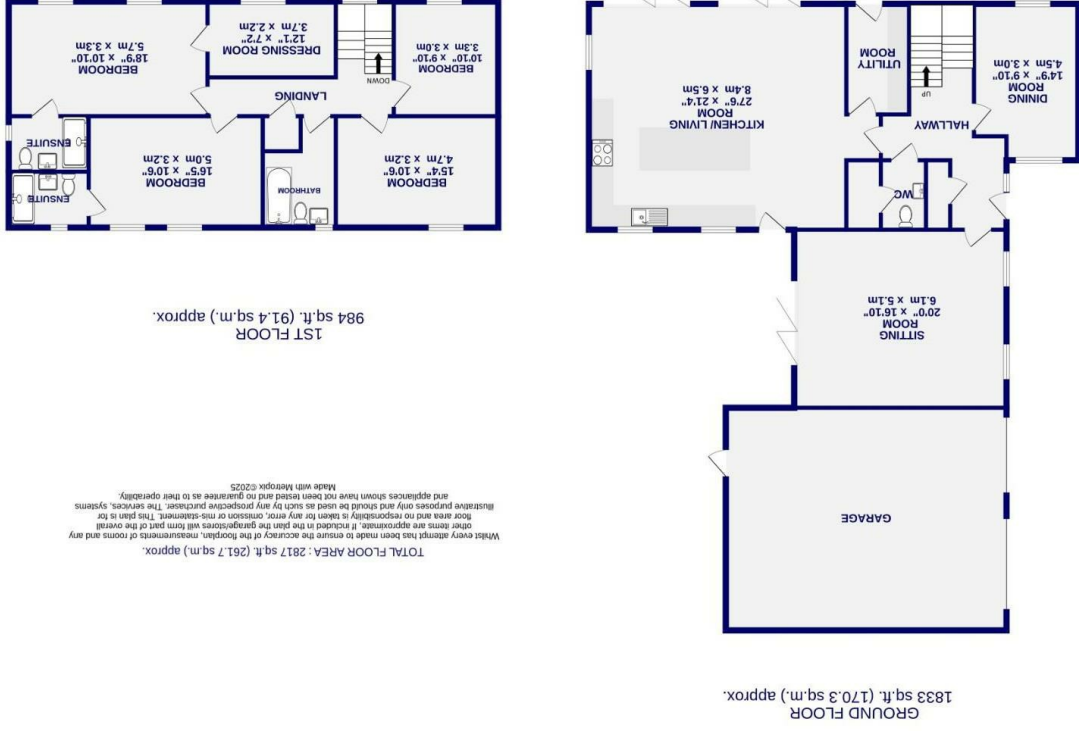 GROUND FLOOR
1833 sq.ft. (170.3 sq.m.) approx.
GARAGE
SITTING
ROOM
20'0" x 16'10"
6.1m x 5.1m
WC
HALLWAY
UP
DINING
ROOM
14'9" x 9'10"
4.5m x 3.0m
KITCHEN/ LIVING
ROOM
27'6" x 21'4"
8.4m x 6.5m
UTILITY
ROOM
1ST FLOOR
984 sq.ft. (91.4 sq.m.) approx.
BEDROOM
15'4" x 10'6"
4.7m x 3.2m
BATHROOM
BEDROOM
16'5" x 10'6"
5.0m x 3.2m
ENSUITE
ENSUITE
LANDING
DOWN
BEDROOM
10'10" x 9'10"
3.3m x 3.0m
DRESSING ROOM
12'1" x 7'2"
3.7m x 2.2m
BEDROOM
18'9" x 10'10"
5.7m x 3.3m
TOTAL FLOOR AREA : 2817 sq.ft. (261.7 sq.m.) approx.
Whilst every attempt has been made to ensure the accuracy of the floorplan, measurements of rooms and any
other items are approximate, If included in the plan the garage/stores will form part of the overall
floor area and no responsibility is taken for any error, omission or mis-statement. This plan is for
illustrative purposes only and should be used as such by any prospective purchaser. The services, systems
and appliances shown have not been tested and no guarantee as to their operability.
Made with Metropix ©2025